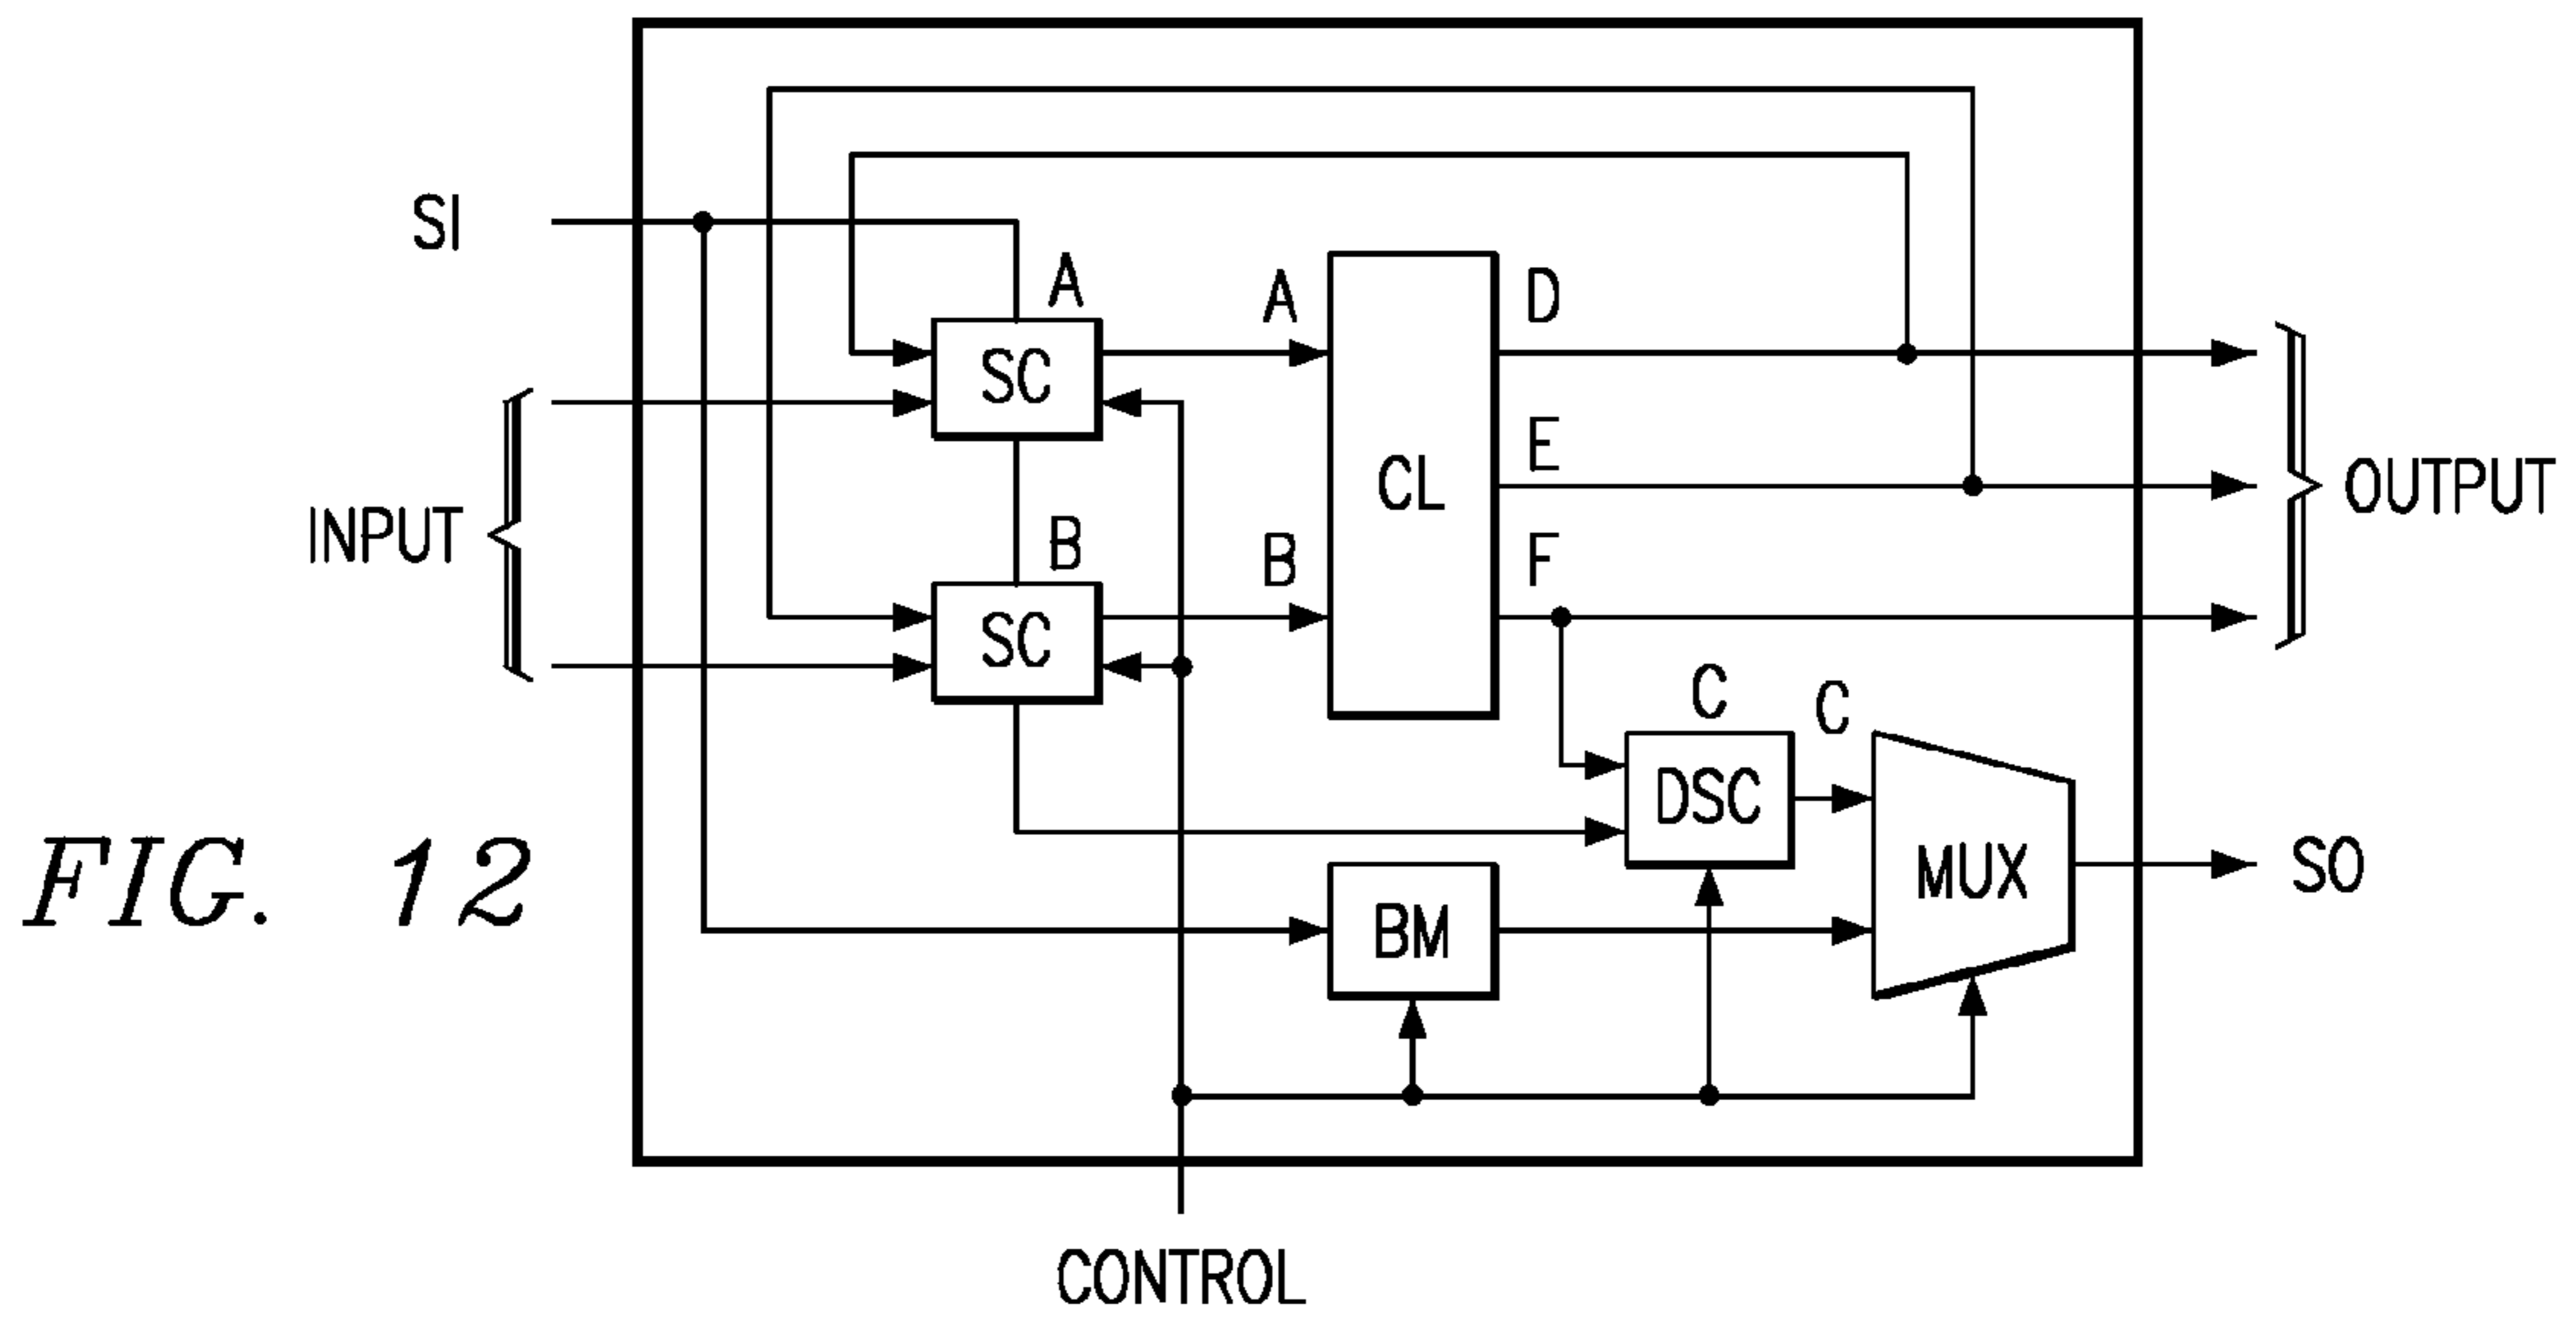 SI
A
A
D
SC
E
CL
INPUT
OUTPUT
B
B
F
SC
C
C
DSC
MUX
SO
BM
FIG. 12
CONTROL